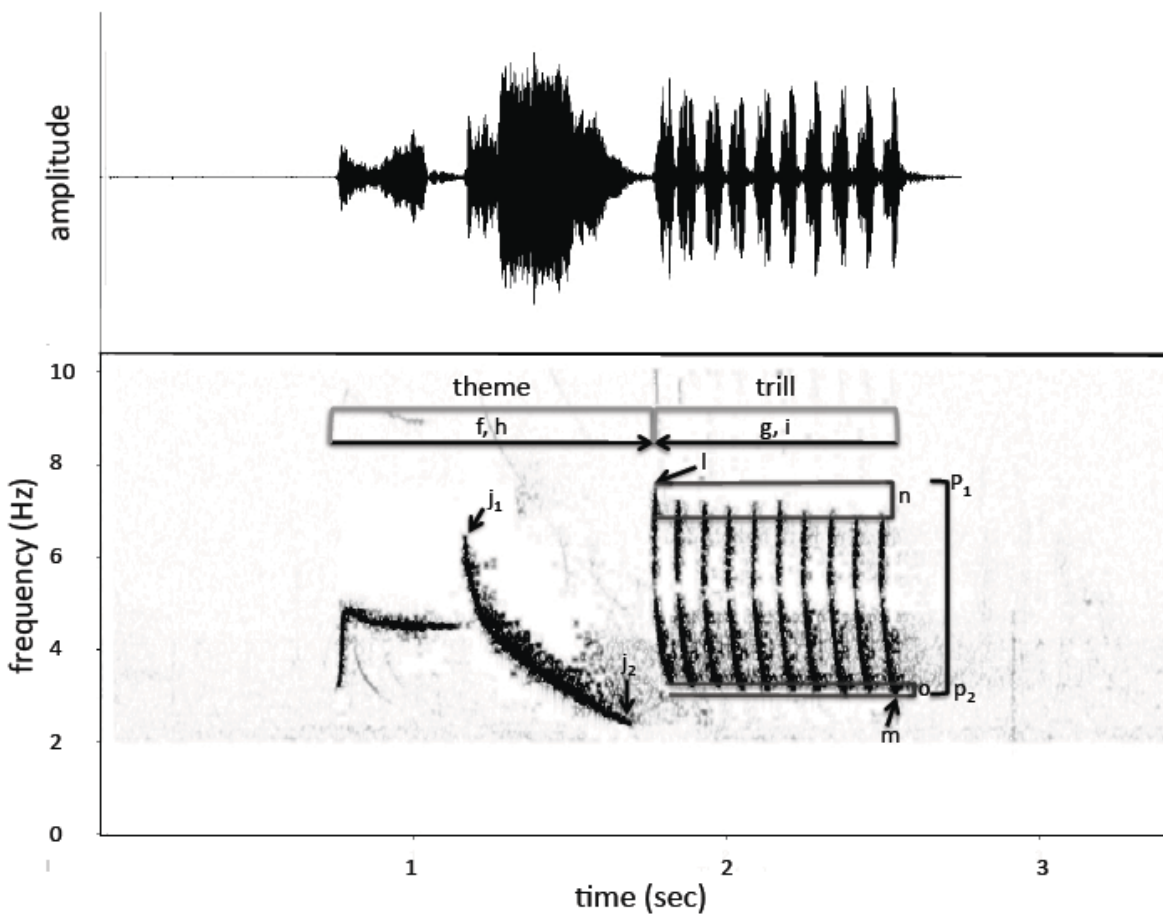 amplitude
10
theme
trill
f, h
g, i
8
l
j₁
n
P₁
6
frequency (Hz)
4
j₂
o
p₂
m
2
0
1
2
3
time (sec)